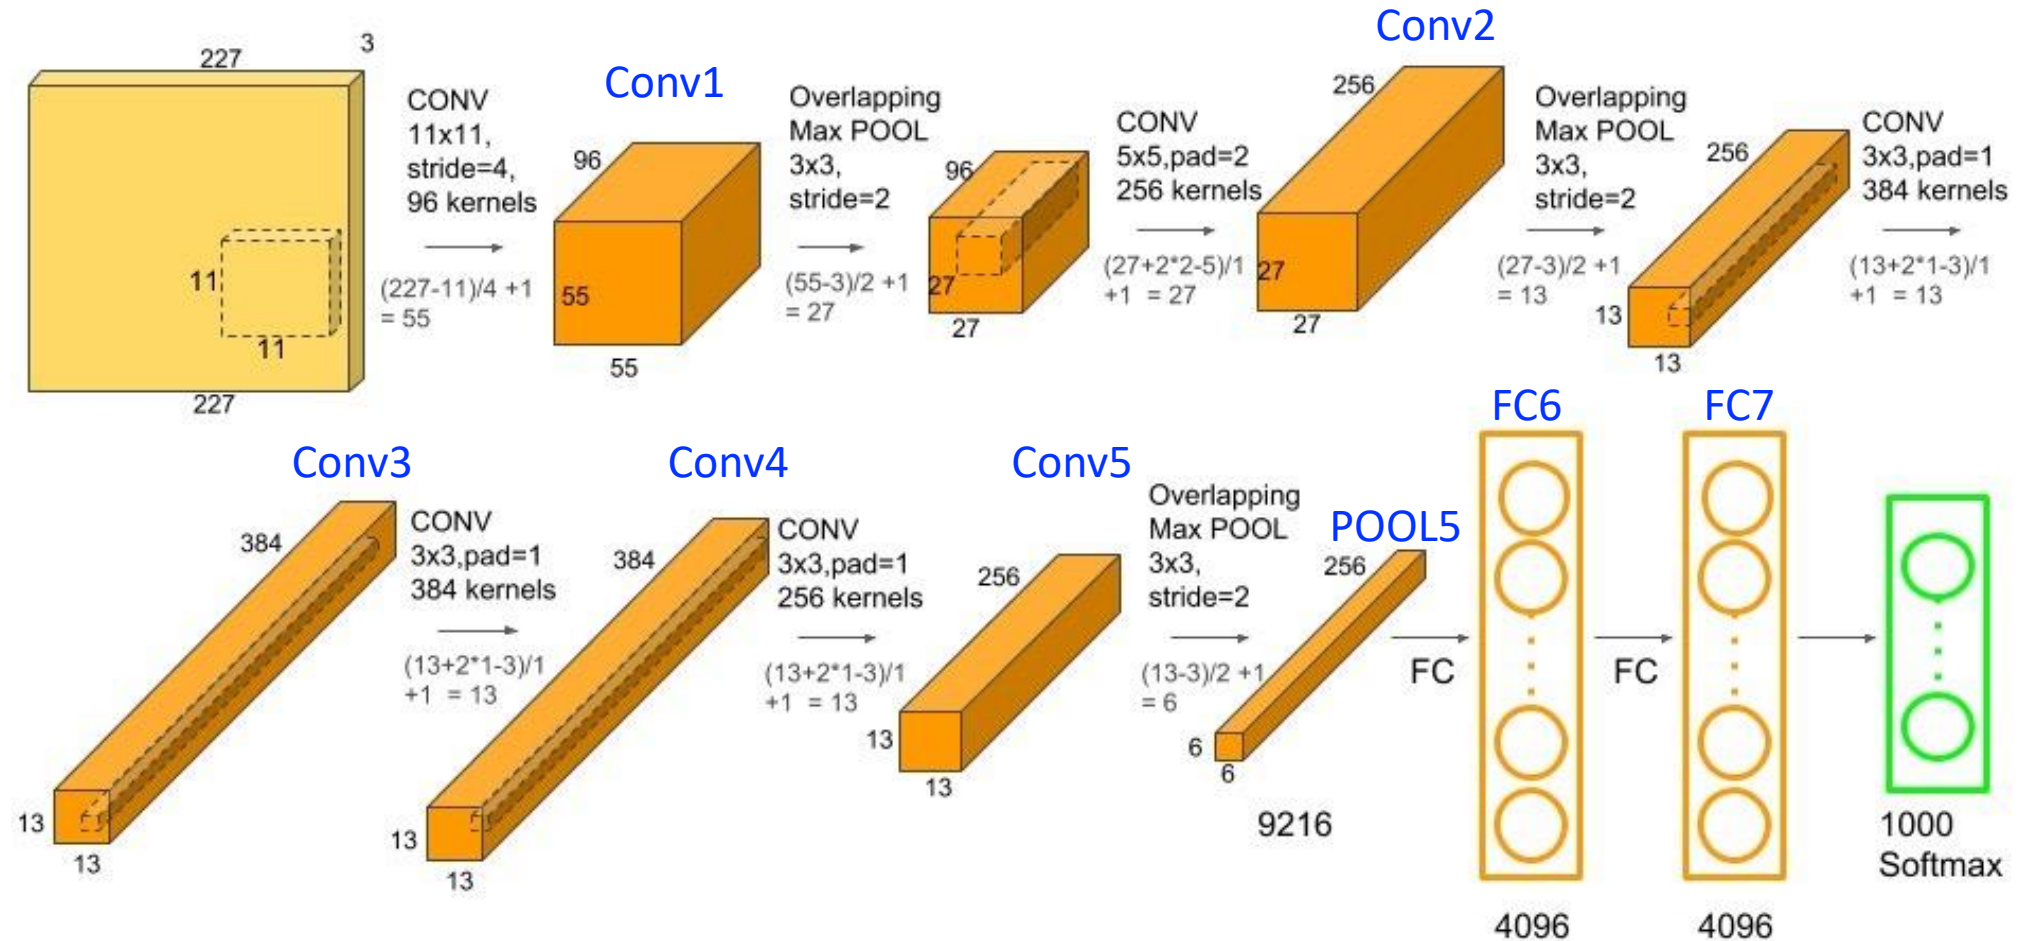 227
3
11
11
227
CONV
11x11,
stride=4,
96 kernels
(227-11)/4 +1
= 55
Conv1
96
55
55
Overlapping
Max POOL
3x3,
stride=2
(55-3)/2 +1
= 27
96
27
27
CONV
5x5,pad=2
256 kernels
(27+2*2-5)/1
+1 = 27
Conv2
256
27
27
Overlapping
Max POOL
3x3,
stride=2
(27-3)/2 +1
= 13
256
13
13
CONV
3x3,pad=1
384 kernels
(13+2*1-3)/1
+1 = 13
Conv3
384
13
13
CONV
3x3,pad=1
384 kernels
(13+2*1-3)/1
+1 = 13
Conv4
384
13
13
CONV
3x3,pad=1
256 kernels
(13+2*1-3)/1
+1 = 13
Conv5
256
13
13
Overlapping
Max POOL
3x3,
stride=2
(13-3)/2 +1
= 6
POOL5
256
6
6
9216
FC
FC6
4096
FC
FC7
4096
1000
Softmax